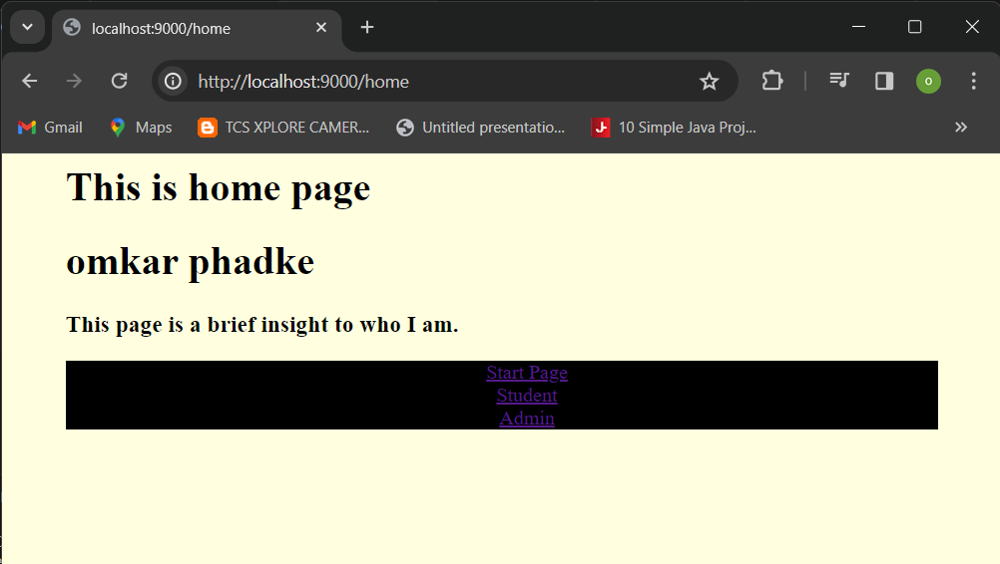 localhost:9000/home
http://localhost:9000/home
o
Gmail Maps TCS XPLORE CAMER... Untitled presentatio... 10 Simple Java Proj...
This is home page
omkar phadke
This page is a brief insight to who I am.
Start Page
Student
Admin